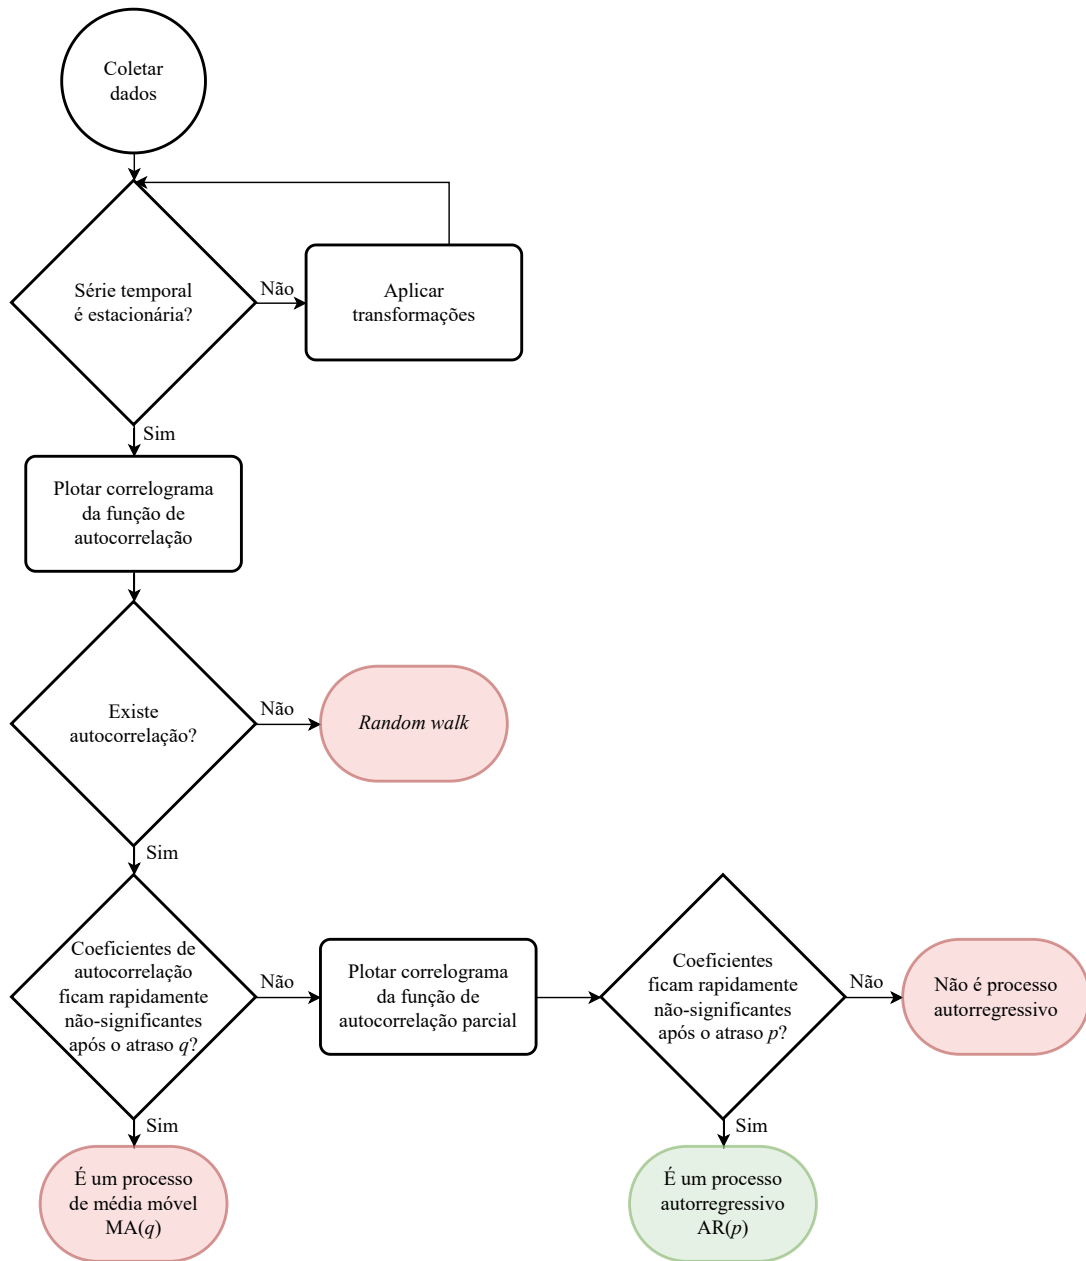 Coletar
dados
Série temporal
é estacionária?
Não
Aplicar
transformações
Sim
Plotar correlograma
da função de
autocorrelação
Existe
autocorrelação?
Não
Random walk
Sim
Coeficientes de
autocorrelação
ficam rapidamente
não-significantes
após o atraso q?
Não
Plotar correlograma
da função de
autocorrelação parcial
Coeficientes
ficam rapidamente
não-significantes
após o atraso p?
Não
Não é processo
autorregressivo
Sim
É um processo
de média móvel
MA(q)
Sim
É um processo
autorregressivo
AR(p)